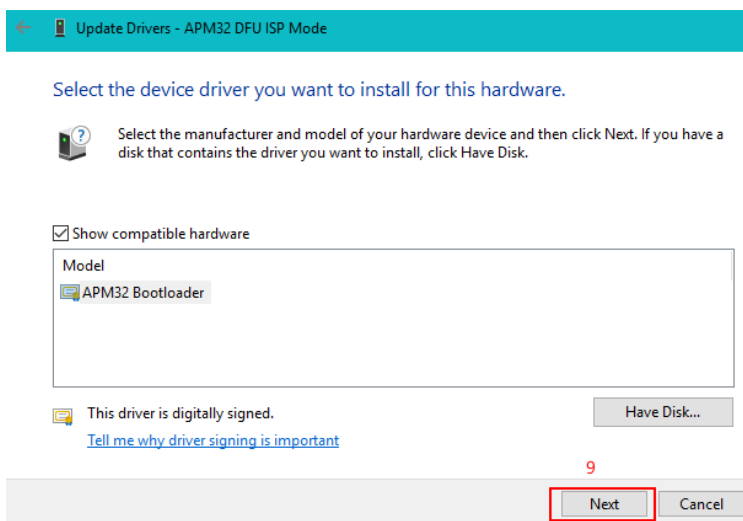 Update Drivers - APM32 DFU ISP Mode
Select the device driver you want to install for this hardware.
Select the manufacturer and model of your hardware device and then click Next. If you have a
disk that contains the driver you want to install, click Have Disk.
Show compatible hardware
Model
APM32 Bootloader
This driver is digitally signed.
Have Disk...
Tell me why driver signing is important
9
Next
Cancel